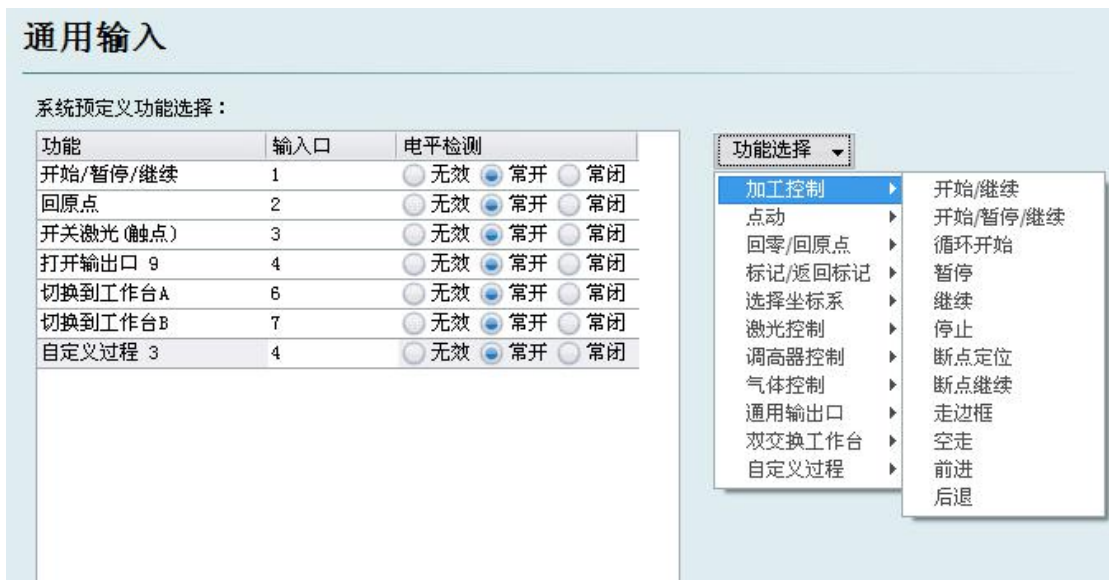 通用输入
系统预定义功能选择：
功能 输入口 电平检测
开始/暂停/继续 1 无效 常开 常闭
回原点 2 无效 常开 常闭
开关激光(触点) 3 无效 常开 常闭
打开输出口 9 4 无效 常开 常闭
切换到工作台A 6 无效 常开 常闭
切换到工作台B 7 无效 常开 常闭
自定义过程 3 4 无效 常开 常闭
功能选择
加工控制
点动
回零/回原点
标记/返回标记
选择坐标系
激光控制
调高器控制
气体控制
通用输出口
双交换工作台
自定义过程
开始/继续
开始/暂停/继续
循环开始
暂停
继续
停止
断点定位
断点继续
走边框
空走
前进
后退